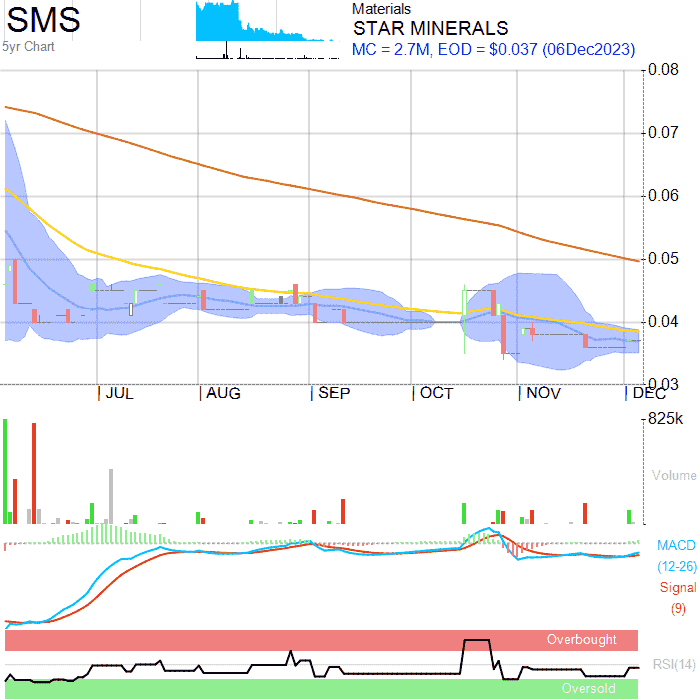 SMS
5yr Chart
Materials
STAR MINERALS
MC = 2.7M, EOD = $0.037 (06Dec2023)
0.08
0.07
0.06
0.05
0.04
0.03
JUL AUG SEP OCT NOV DEC
825k
Volume
MACD
(12-26)
Signal
(9)
Overbought
RSI(14)
Oversold